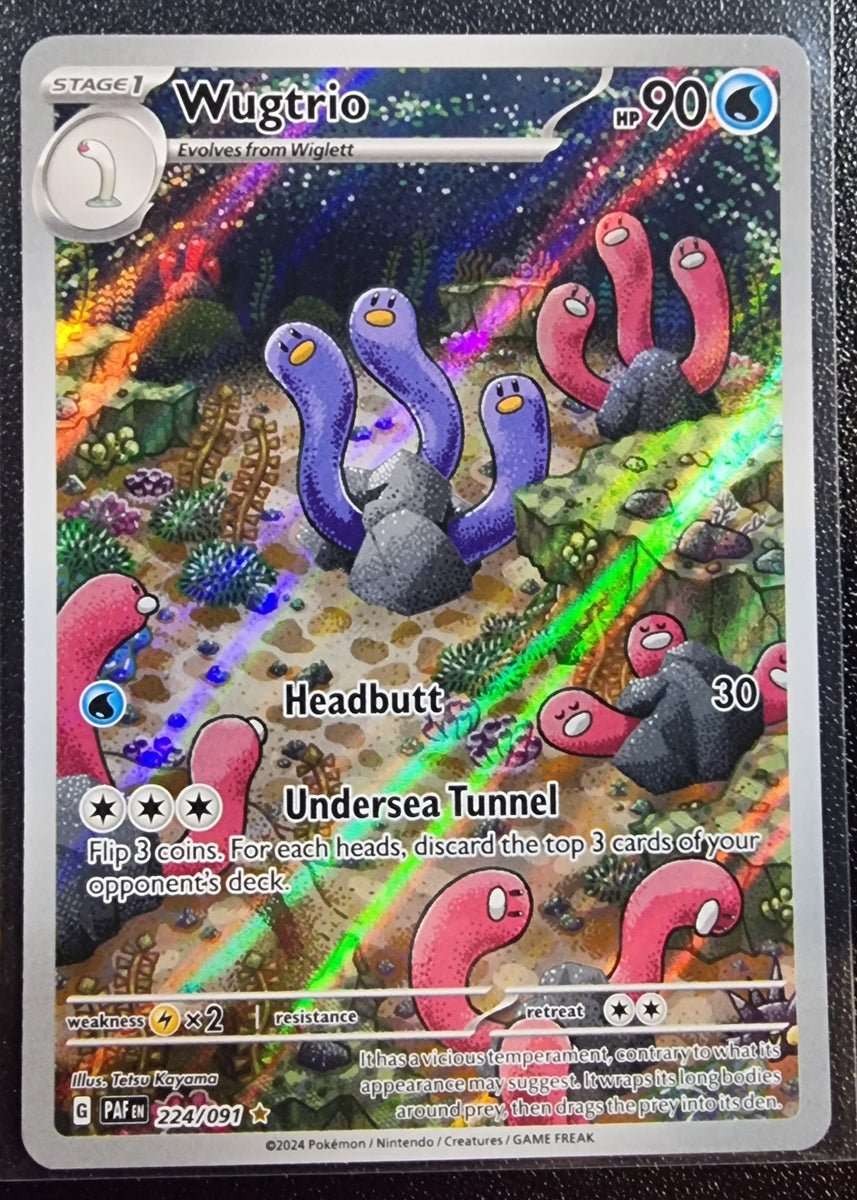 STAGE 1
Wugtrio
HP 90
Evolves from Wiglett
Headbutt 30
Undersea Tunnel
Flip 3 coins. For each heads, discard the top 3 cards of your
opponent's deck.
weakness ×2 resistance retreat
Illus. Tetsu Kayama
It has a vicious temperament, contrary to what its
appearance may suggest. It wraps its long bodies
around prey, then drags the prey into its den.
G PAF EN 224/091
©2024 Pokémon / Nintendo / Creatures / GAME FREAK